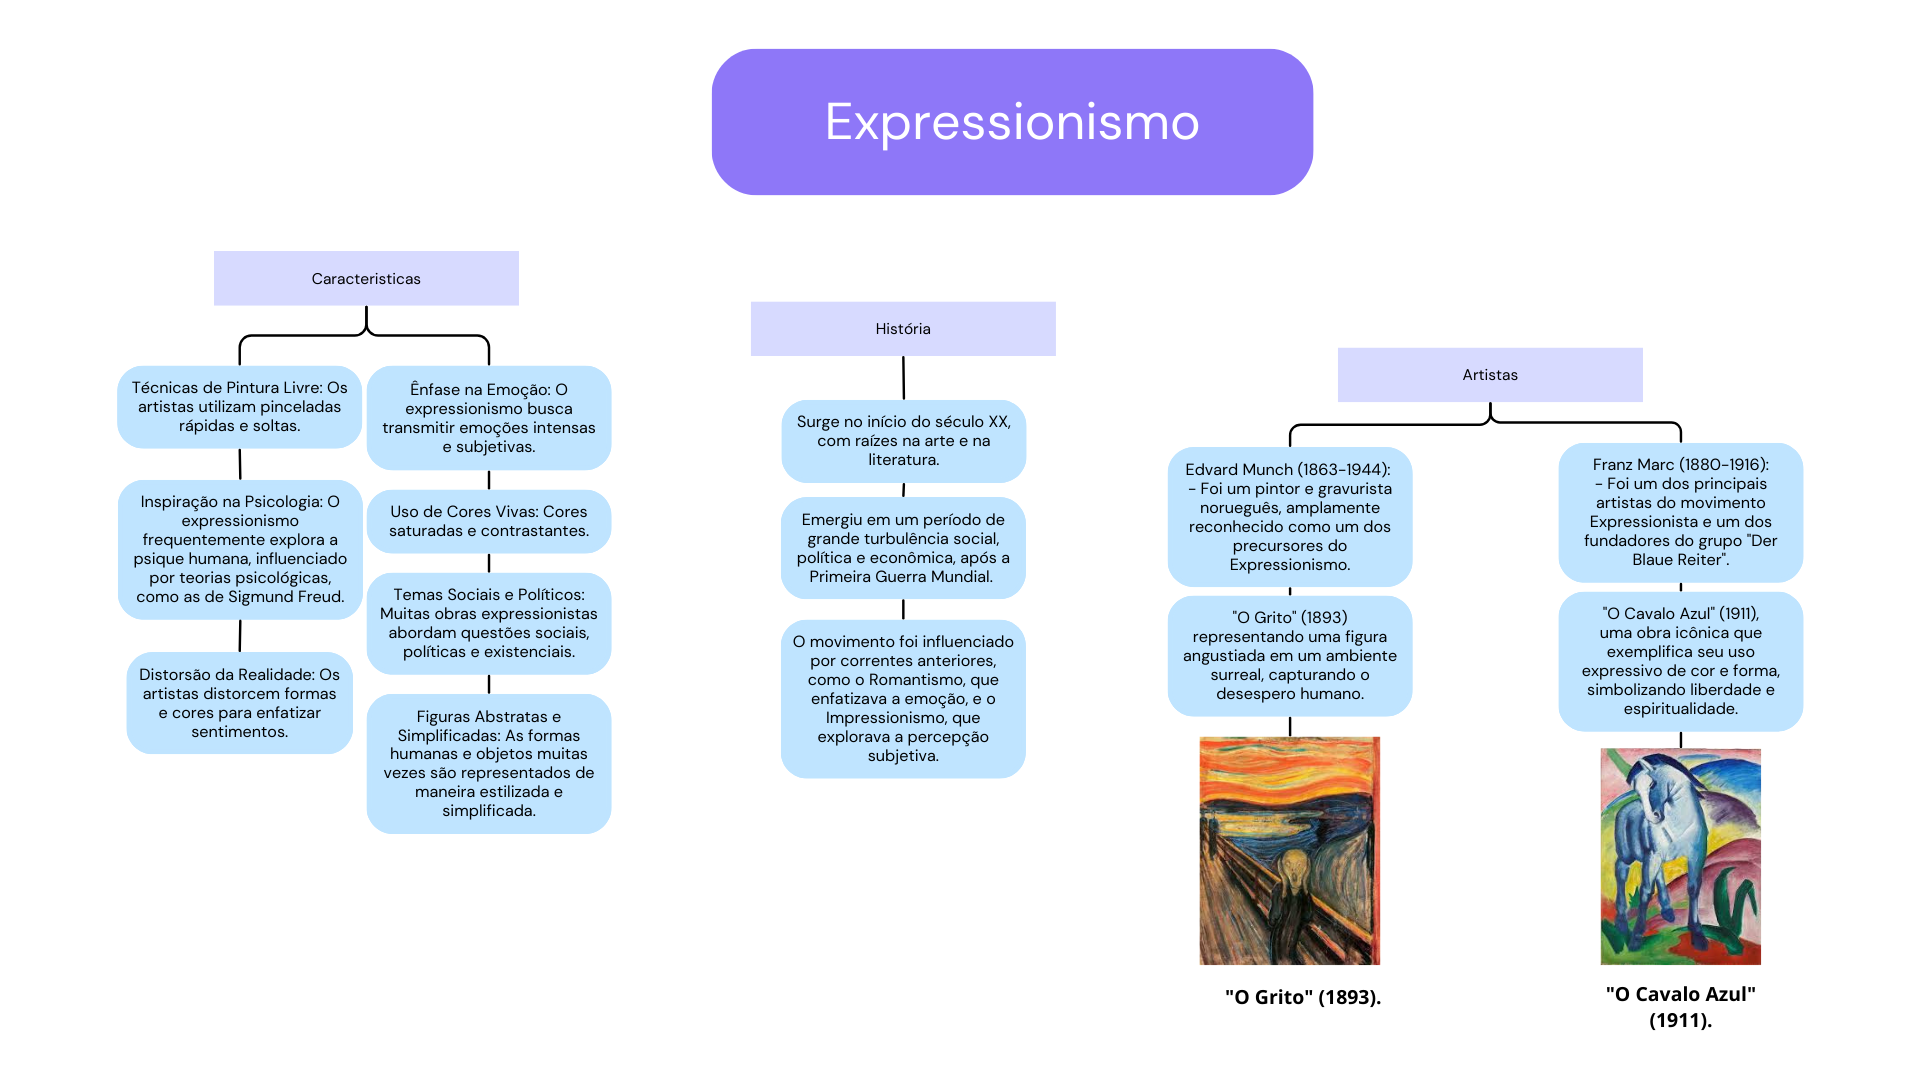 Expressionismo
Caracteristicas
Técnicas de Pintura Livre: Os
artistas utilizam pinceladas
rápidas e soltas.
Inspiração na Psicologia: O
expressionismo
frequentemente explora a
psique humana, influenciado
por teorias psicológicas,
como as de Sigmund Freud.
Distorsão da Realidade: Os
artistas distorcem formas
e cores para enfatizar
sentimentos.
Ênfase na Emoção: O
expressionismo busca
transmitir emoções intensas
e subjetivas.
Uso de Cores Vivas: Cores
saturadas e contrastantes.
Temas Sociais e Políticos:
Muitas obras expressionistas
abordam questões sociais,
políticas e existenciais.
Figuras Abstratas e
Simplificadas: As formas
humanas e objetos muitas
vezes são representados de
maneira estilizada e
simplificada.
História
Surge no início do século XX,
com raízes na arte e na
literatura.
Emergiu em um período de
grande turbulência social,
política e econômica, após a
Primeira Guerra Mundial.
O movimento foi influenciado
por correntes anteriores,
como o Romantismo, que
enfatizava a emoção, e o
Impressionismo, que
explorava a percepção
subjetiva.
Artistas
Edvard Munch (1863-1944):
- Foi um pintor e gravurista
norueguês, amplamente
reconhecido como um dos
precursores do
Expressionismo.
"O Grito" (1893)
representando uma figura
angustiada em um ambiente
surreal, capturando o
desespero humano.
"O Grito" (1893).
Franz Marc (1880-1916):
- Foi um dos principais
artistas do movimento
Expressionista e um dos
fundadores do grupo "Der
Blaue Reiter".
"O Cavalo Azul" (1911),
uma obra icônica que
exemplifica seu uso
expressivo de cor e forma,
simbolizando liberdade e
espiritualidade.
"O Cavalo Azul"
(1911).